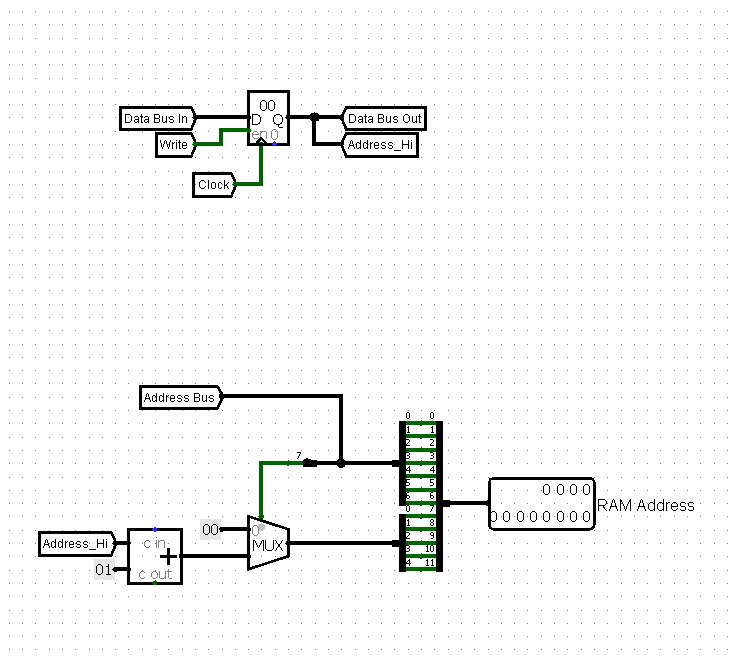 00
Data Bus In
D Q
Data Bus Out
en 0
Write
Address_Hi
Clock
Address Bus
0 0
1 1
2 2
7
3 3
4 4
5 5
6 6
0 7
0 0 0 0
1 8
0 0 0 0 0 0 0 0
RAM Address
00
0
2 9
Address_Hi
c in
+
MUX
3 10
4 11
01
c out